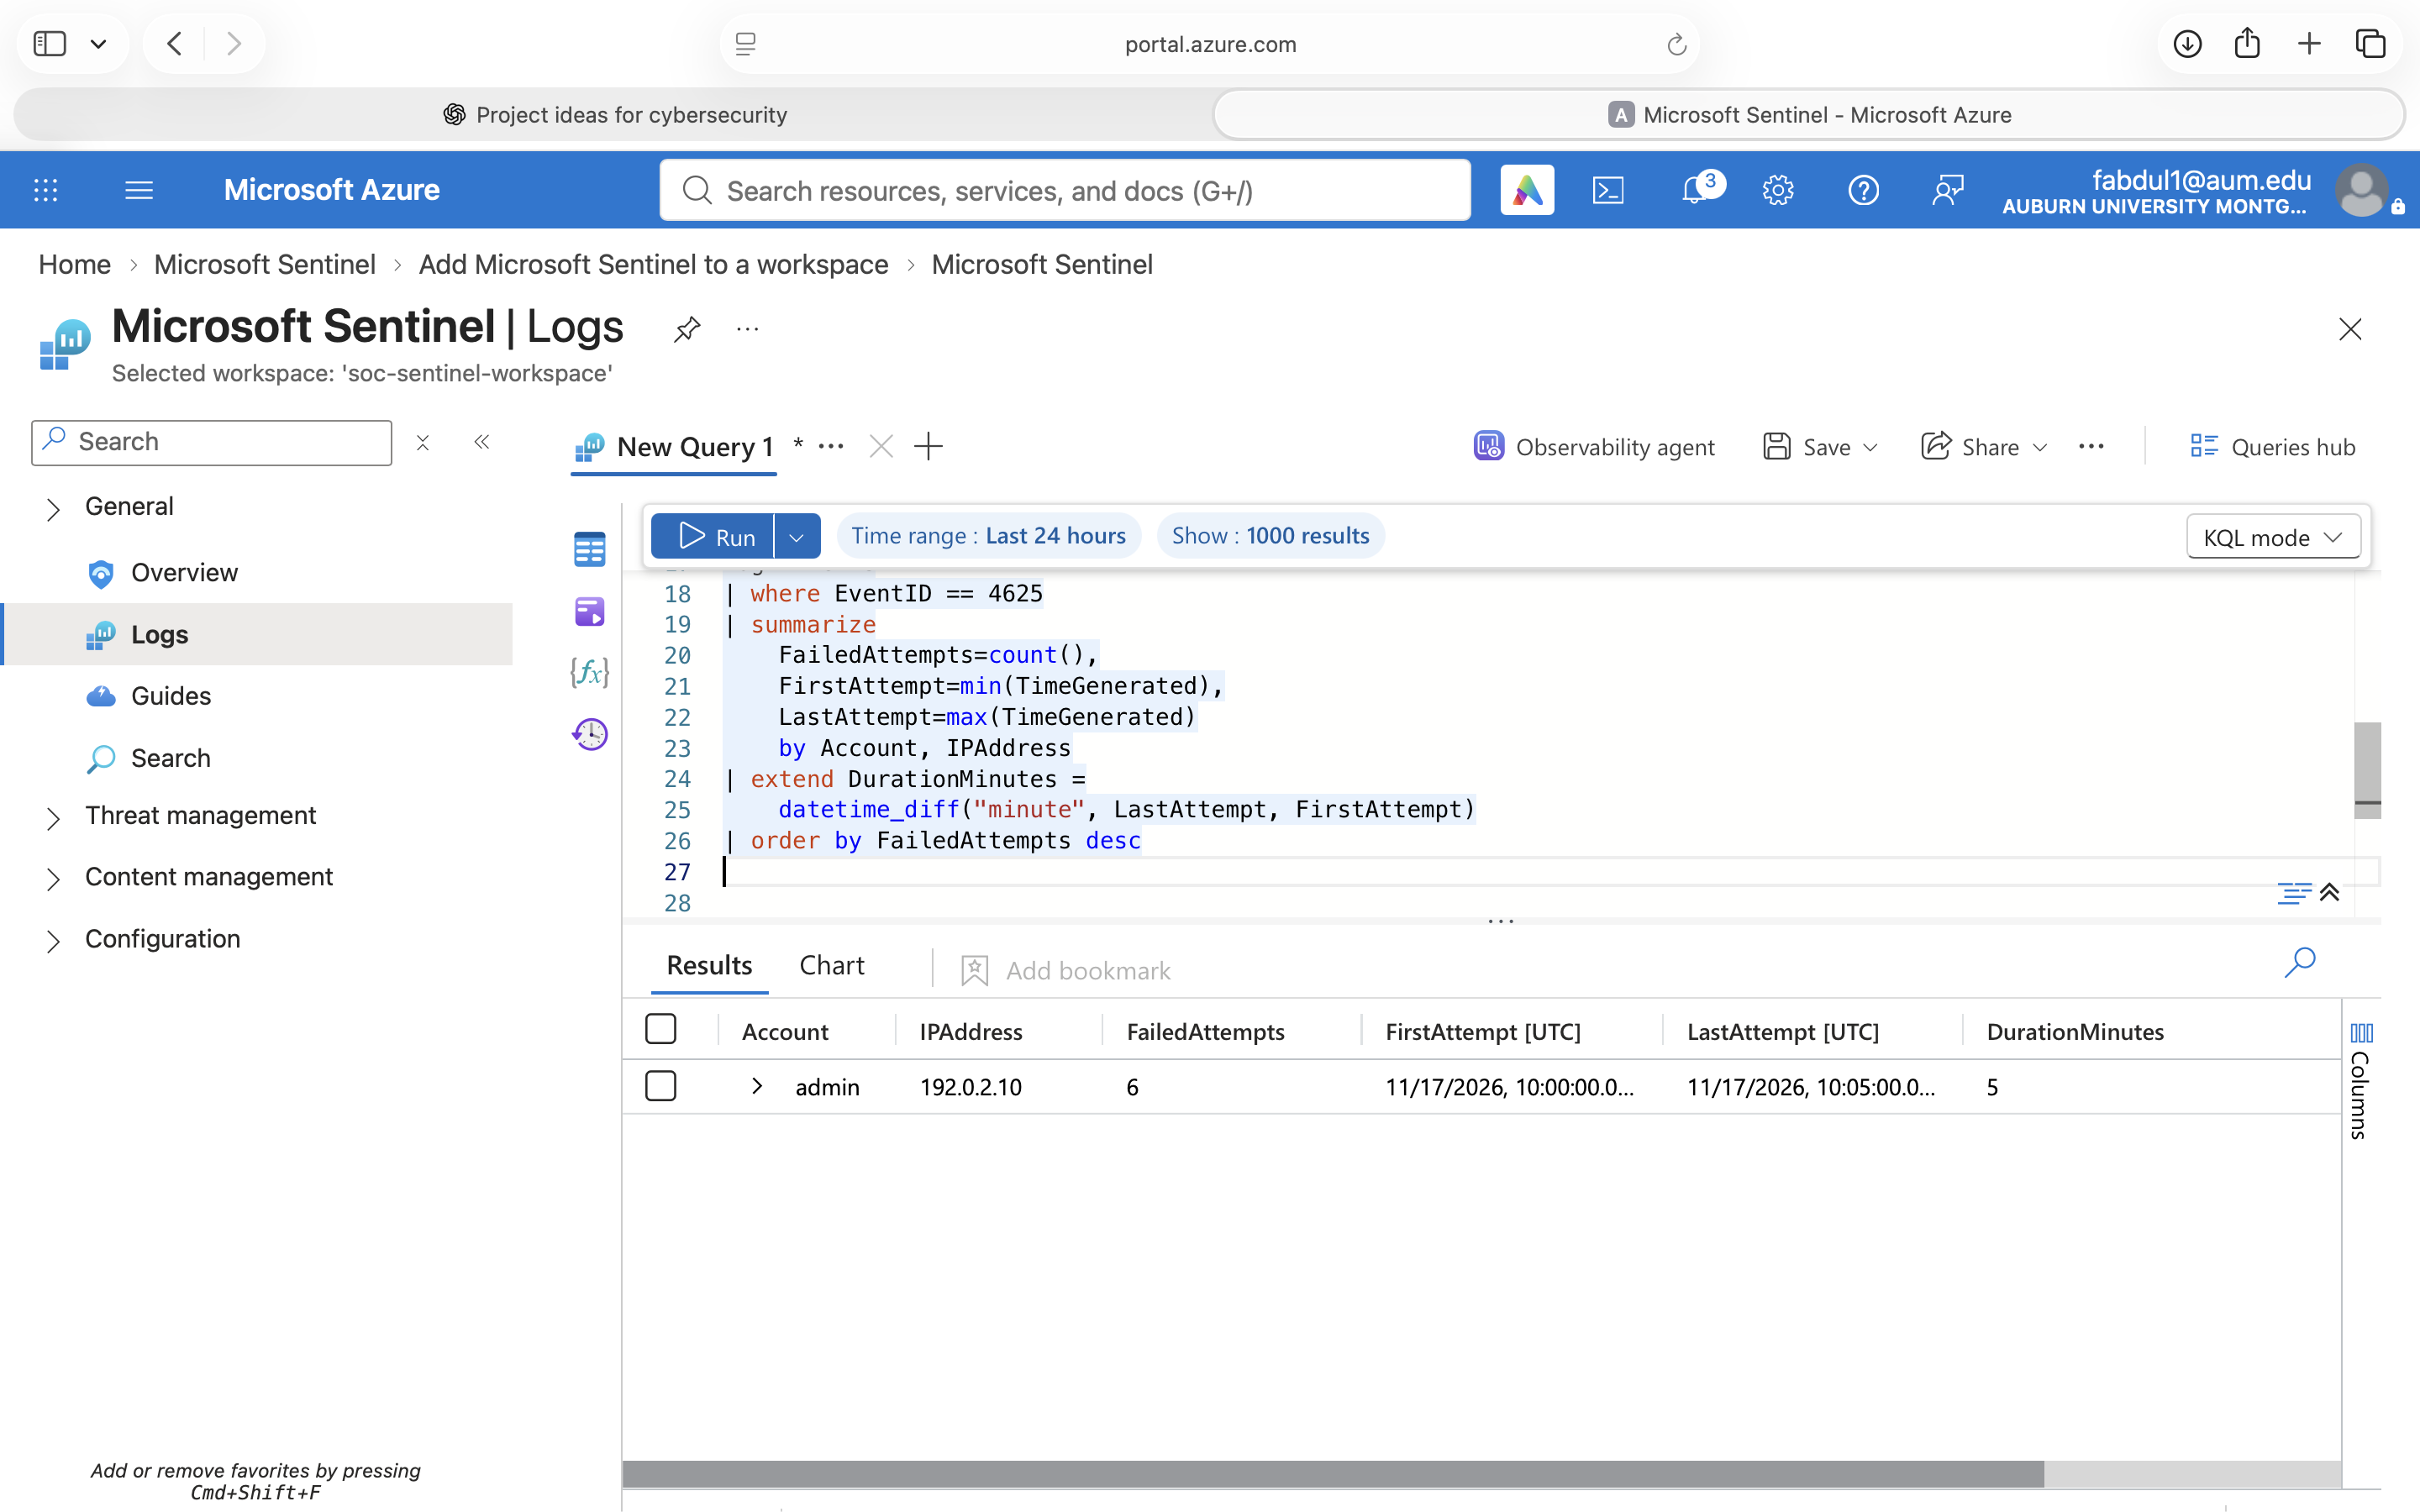 portal.azure.com
Project ideas for cybersecurity
A Microsoft Sentinel - Microsoft Azure
Microsoft Azure
Search resources, services, and docs (G+/)
3
fabdul1@aum.edu
AUBURN UNIVERSITY MONTG...
Home > Microsoft Sentinel > Add Microsoft Sentinel to a workspace > Microsoft Sentinel
Microsoft Sentinel | Logs
Selected workspace: 'soc-sentinel-workspace'
Search
New Query 1 *
Observability agent
Save
Share
Queries hub
General
Overview
Logs
Guides
Search
Threat management
Content management
Configuration
Add or remove favorites by pressing
Cmd+Shift+F
Run
Time range : Last 24 hours
Show : 1000 results
KQL mode
18 | where EventID == 4625
19 | summarize
20 FailedAttempts=count(),
21 FirstAttempt=min(TimeGenerated),
22 LastAttempt=max(TimeGenerated)
23 by Account, IPAddress
24 | extend DurationMinutes =
25 datetime_diff("minute", LastAttempt, FirstAttempt)
26 | order by FailedAttempts desc
27
28
Results
Chart
Add bookmark
Account IPAddress FailedAttempts FirstAttempt [UTC] LastAttempt [UTC] DurationMinutes
admin 192.0.2.10 6 11/17/2026, 10:00:00.0... 11/17/2026, 10:05:00.0... 5
Columns